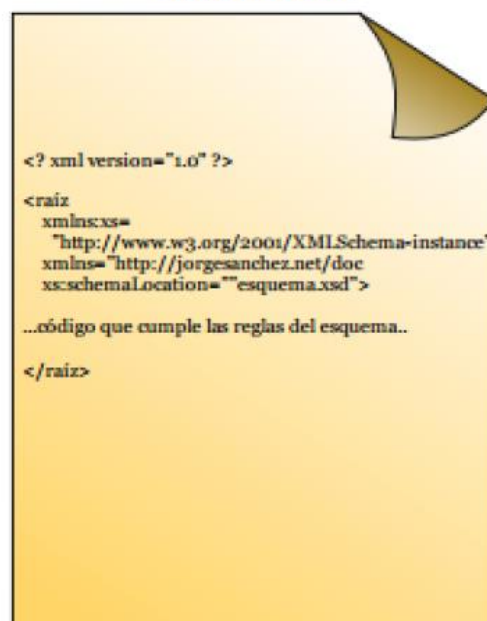 <? xml version="1.0" ?>
<raíz
xmlns:xs=
"http://www.w3.org/2001/XMLSchema-instance"
xmlns="http://jorgesanchez.net/doc
xs:schemaLocation=""esquema.xsd">
...código que cumple las reglas del esquema..
</raíz>